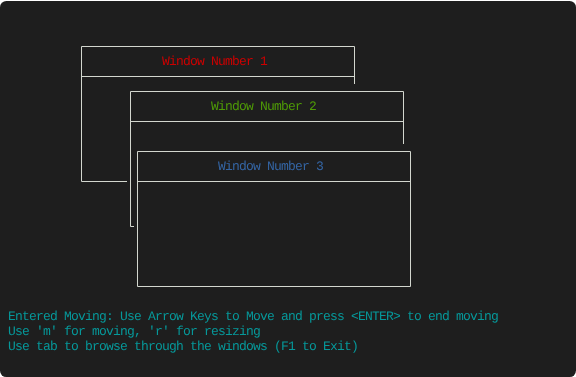 Window Number 1
Window Number 2
Window Number 3
Entered Moving: Use Arrow Keys to Move and press <ENTER> to end moving
Use 'm' for moving, 'r' for resizing
Use tab to browse through the windows (F1 to Exit)